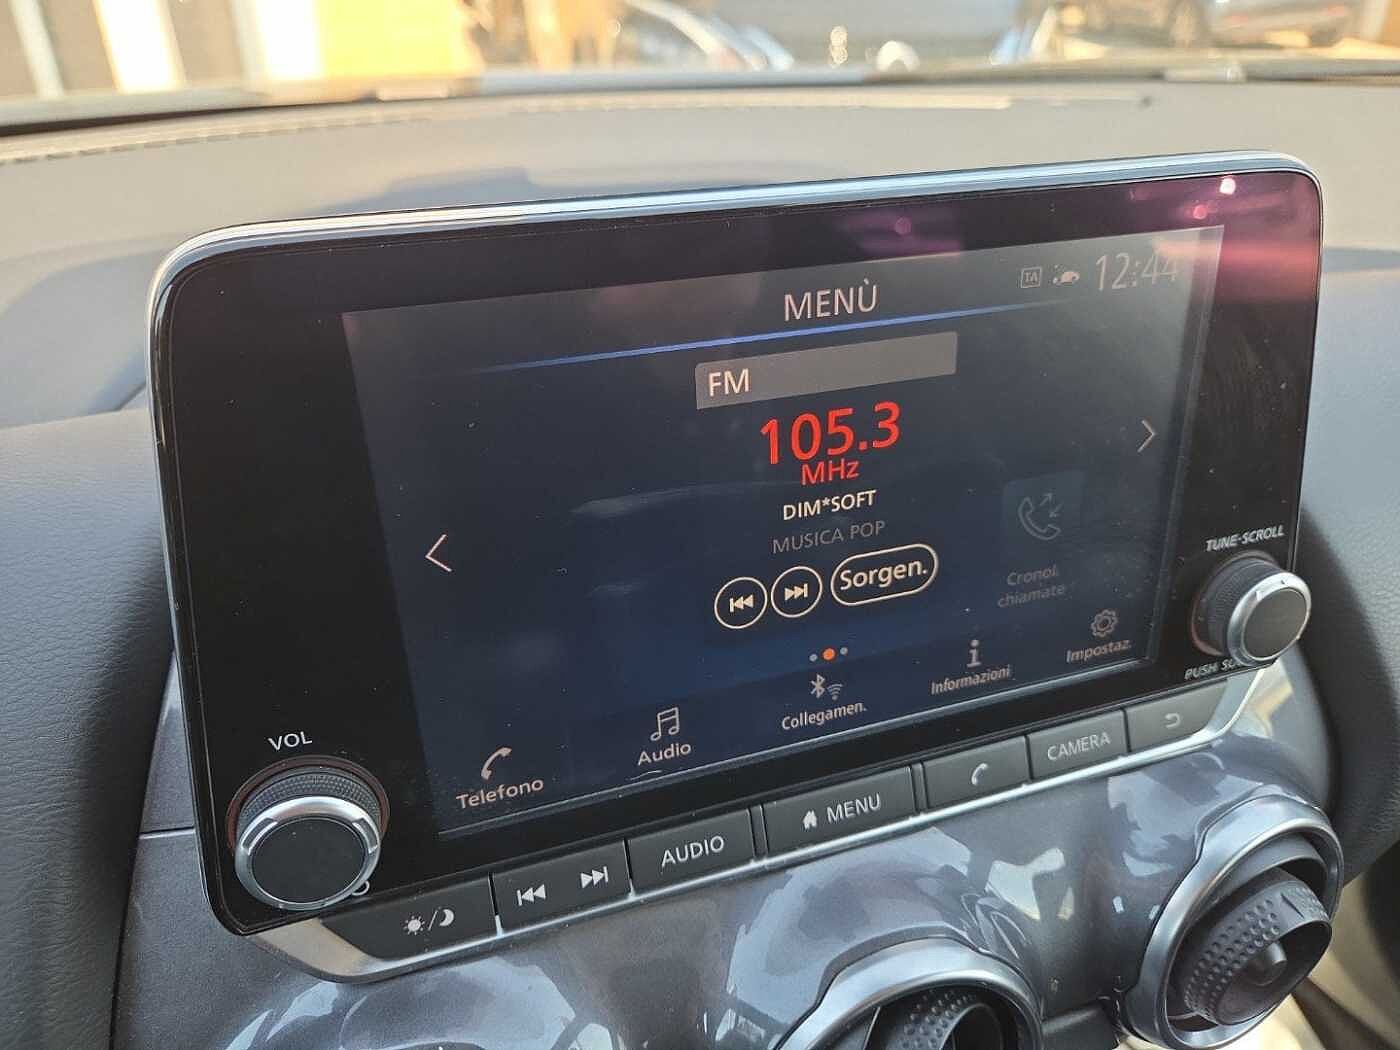 MENÙ
TA
12:44
FM
105.3
MHz
DIM*SOFT
MUSICA POP
Sorgen.
Cronol.
chiamate
Telefono
Audio
Collegamen.
Informazioni
Impostaz.
VOL
TUNE·SCROLL
PUSH
AUDIO
MENU
CAMERA